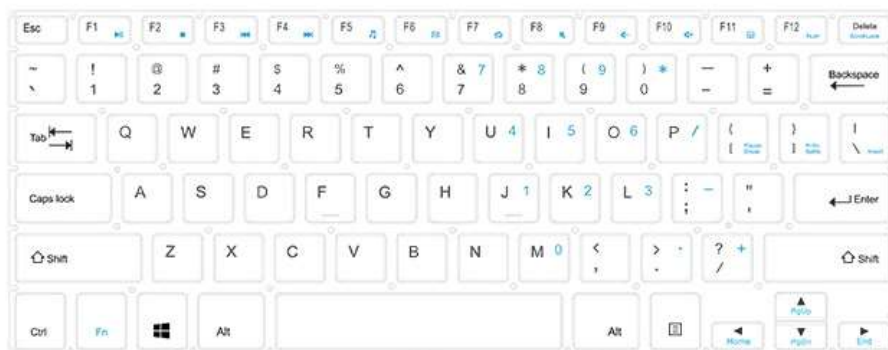 Esc F1 F2 F3 F4 F5 F6 F7 F8 F9 F10 F11 F12 Delete
~ ! @ # $ % ^ & 7 * 8 ( 9 ) * — + Backspace
` 1 2 3 4 5 6 7 8 9 0 - =
Tab Q W E R T Y U 4 I 5 O 6 P / { } |
[ ] \
Caps lock A S D F G H J 1 K 2 L 3 : - " Enter
; '
Shift Z X C V B N M 0 < > . ? + Shift
, . /
PgUp
Ctrl Fn Alt Alt
Home PgDn End